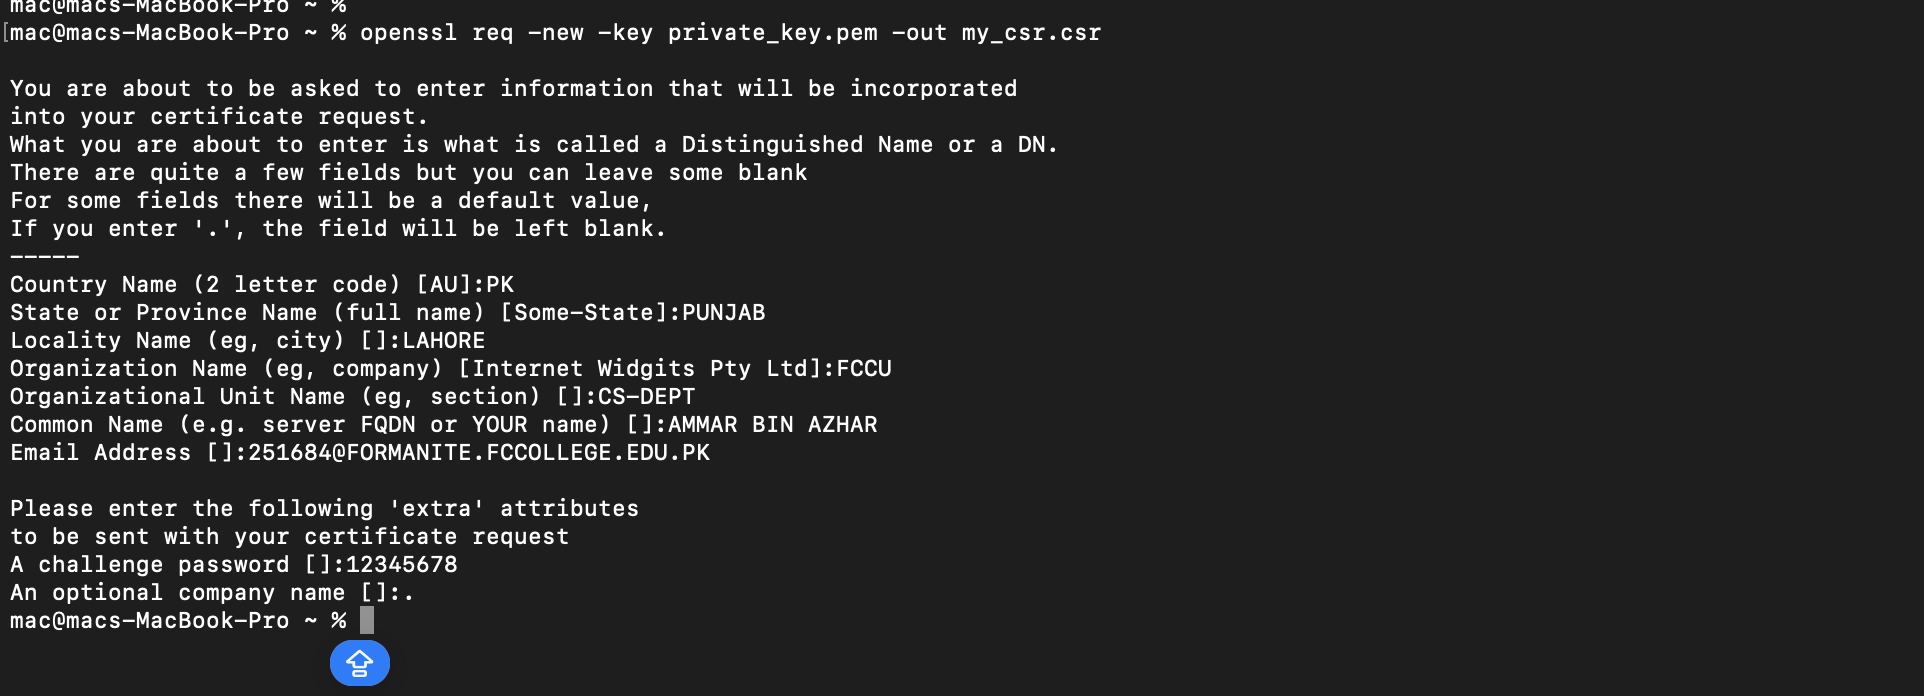 mac@macs-MacBook-Pro ~ %
[mac@macs-MacBook-Pro ~ % openssl req -new -key private_key.pem -out my_csr.csr
You are about to be asked to enter information that will be incorporated
into your certificate request.
What you are about to enter is what is called a Distinguished Name or a DN.
There are quite a few fields but you can leave some blank
For some fields there will be a default value,
If you enter '.', the field will be left blank.
-----
Country Name (2 letter code) [AU]:PK
State or Province Name (full name) [Some-State]:PUNJAB
Locality Name (eg, city) []:LAHORE
Organization Name (eg, company) [Internet Widgits Pty Ltd]:FCCU
Organizational Unit Name (eg, section) []:CS-DEPT
Common Name (e.g. server FQDN or YOUR name) []:AMMAR BIN AZHAR
Email Address []:251684@FORMANITE.FCCOLLEGE.EDU.PK
Please enter the following 'extra' attributes
to be sent with your certificate request
A challenge password []:12345678
An optional company name []:.
mac@macs-MacBook-Pro ~ %